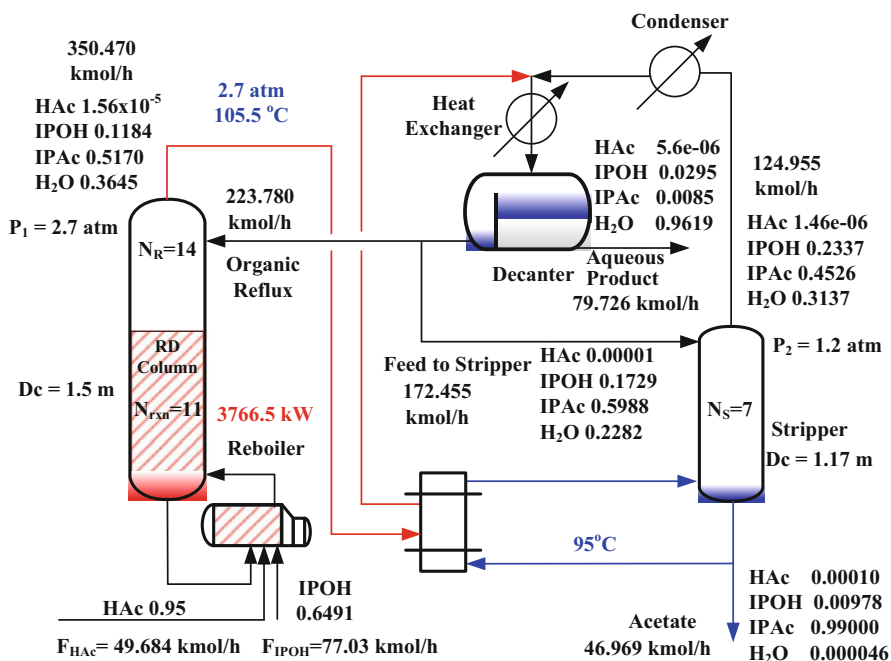 Condenser
350.470
kmol/h
HAc 1.56x10⁻⁵
IPOH 0.1184
IPAc 0.5170
H₂O 0.3645
2.7 atm
105.5 °C
Heat
Exchanger
HAc 5.6e-06
IPOH 0.0295
IPAc 0.0085
H₂O 0.9619
124.955
kmol/h
HAc 1.46e-06
IPOH 0.2337
IPAc 0.4526
H₂O 0.3137
P₁ = 2.7 atm
N_R=14
223.780
kmol/h
Organic
Reflux
Decanter
Aqueous
Product
79.726 kmol/h
RD
Column
Dc = 1.5 m
N_rxn=11
3766.5 kW
Reboiler
Feed to Stripper
172.455
kmol/h
HAc 0.00001
IPOH 0.1729
IPAc 0.5988
H₂O 0.2282
P₂ = 1.2 atm
N_S=7
Stripper
Dc = 1.17 m
95°C
HAc 0.95
IPOH
0.6491
F_HAc= 49.684 kmol/h
F_IPOH=77.03 kmol/h
Acetate
46.969 kmol/h
HAc 0.00010
IPOH 0.00978
IPAc 0.99000
H₂O 0.000046